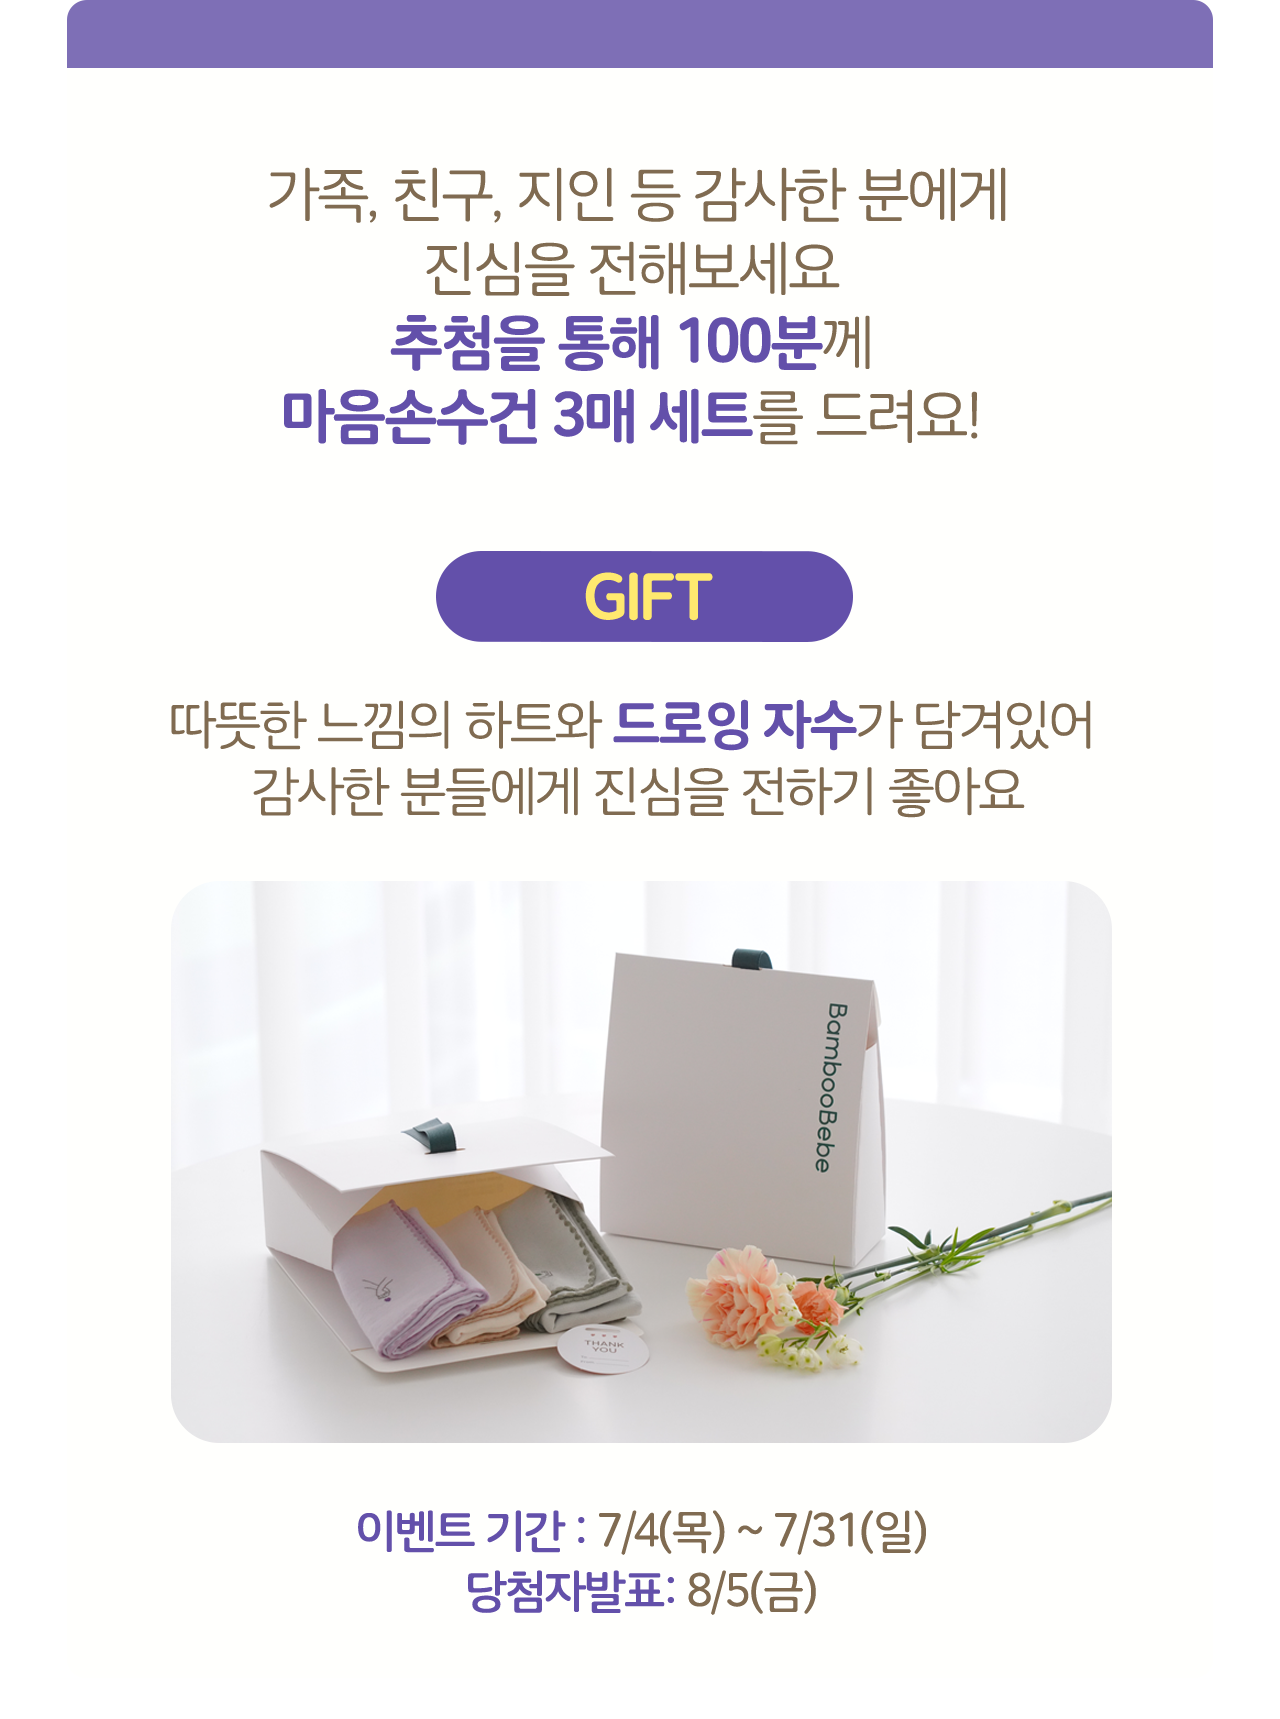 가족, 친구, 지인 등 감사한 분에게
진심을 전해보세요
추첨을 통해 100분께
마음손수건 3매 세트를 드려요!
GIFT
따뜻한 느낌의 하트와 드로잉 자수가 담겨있어
감사한 분들에게 진심을 전하기 좋아요
BambooBebe
THANK
YOU
이벤트 기간 : 7/4(목) ~ 7/31(일)
당첨자발표: 8/5(금)